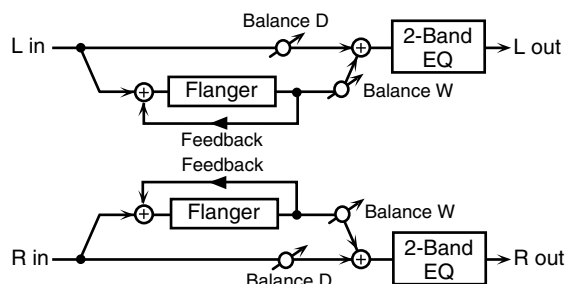 Balance D
L in
2-Band
EQ
L out
Flanger
Balance W
Feedback
Feedback
Flanger
Balance W
R in
2-Band
EQ
R out
Balance D